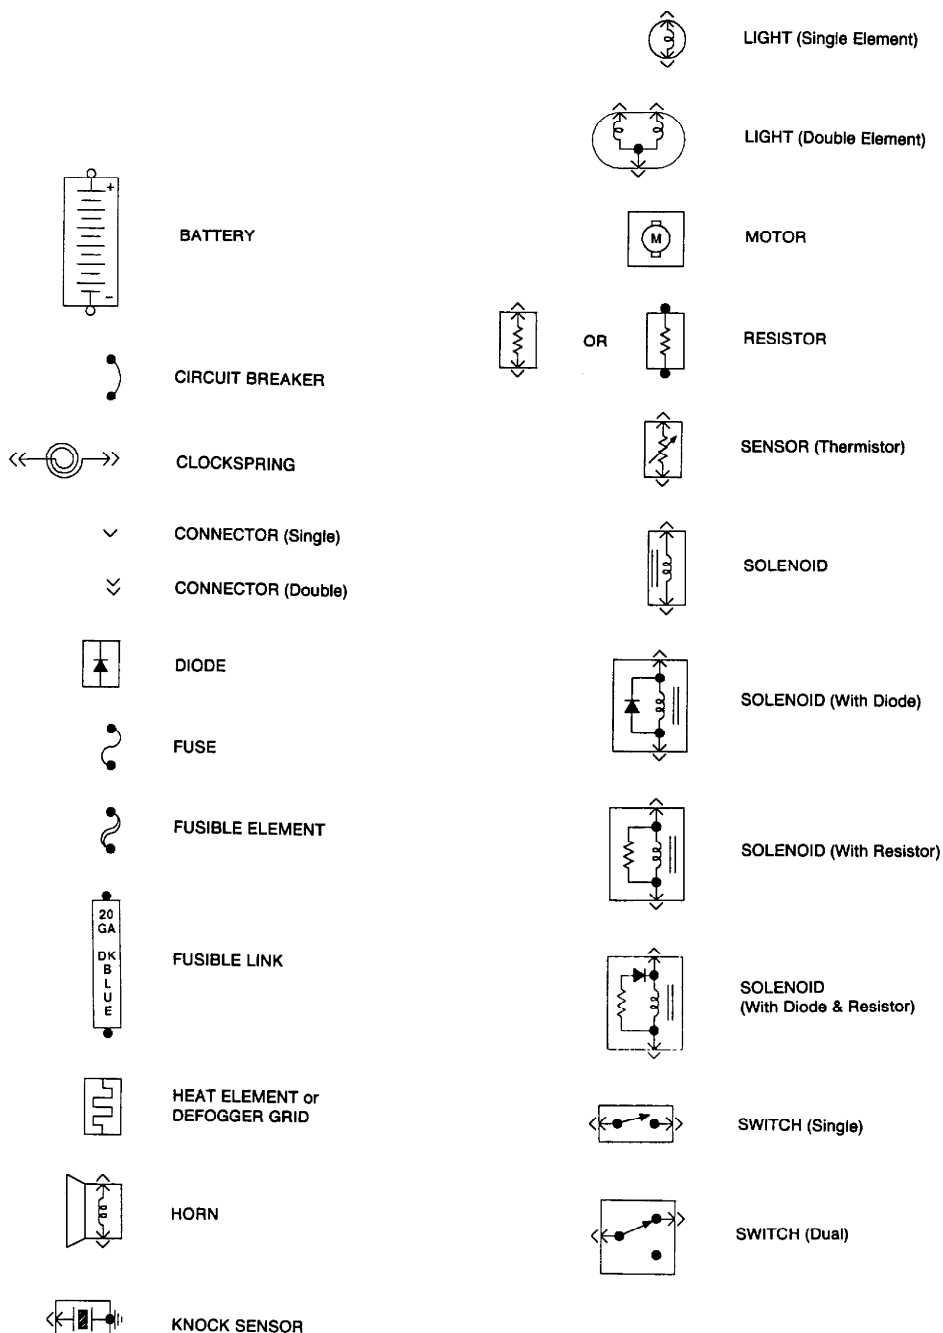 BATTERY
+
−
CIRCUIT BREAKER
CLOCKSPRING
CONNECTOR (Single)
CONNECTOR (Double)
DIODE
FUSE
FUSIBLE ELEMENT
20
GA
DK
B
L
U
E
FUSIBLE LINK
HEAT ELEMENT or
DEFOGGER GRID
HORN
KNOCK SENSOR
LIGHT (Single Element)
LIGHT (Double Element)
M
MOTOR
OR
RESISTOR
SENSOR (Thermistor)
SOLENOID
SOLENOID (With Diode)
SOLENOID (With Resistor)
SOLENOID
(With Diode & Resistor)
SWITCH (Single)
SWITCH (Dual)